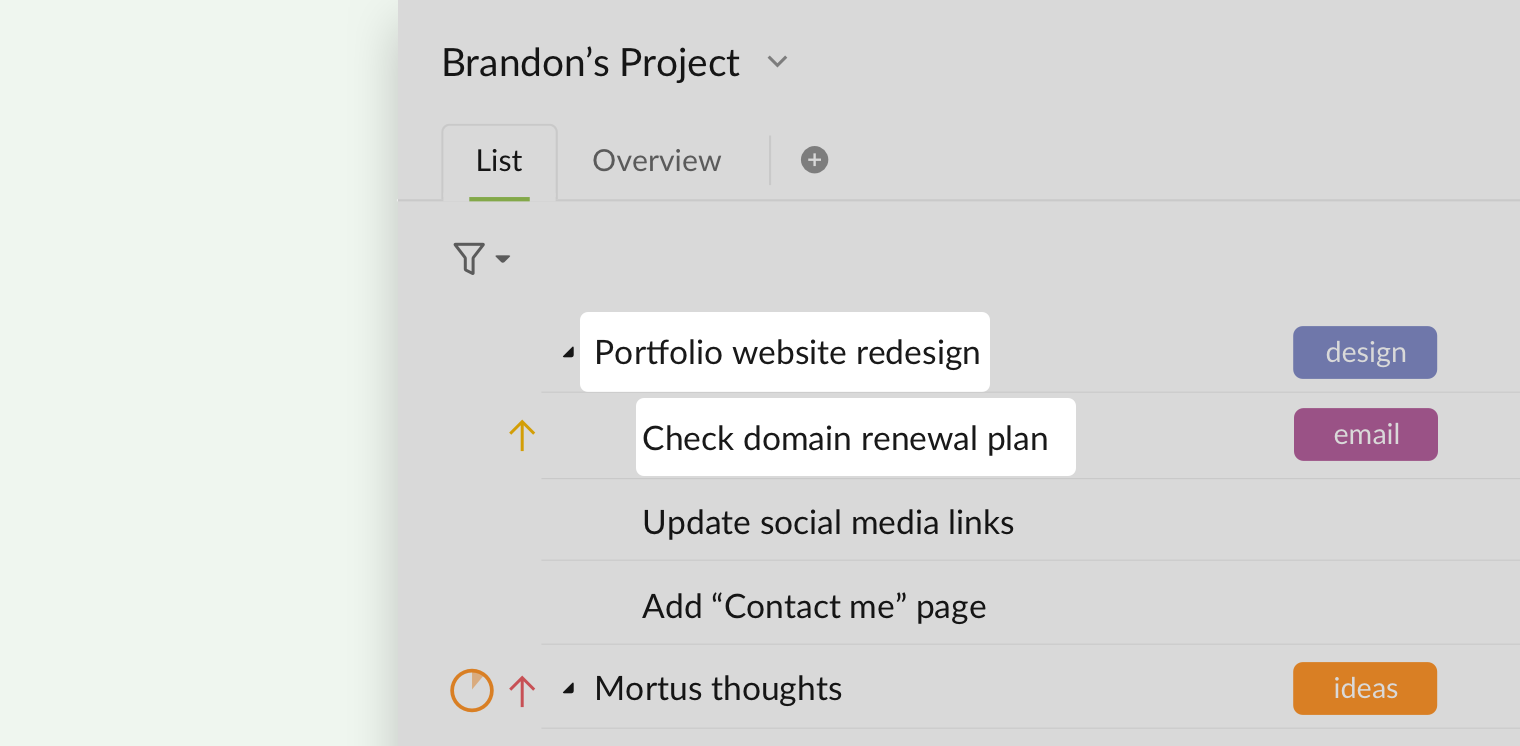 Brandon’s Project
List Overview
Portfolio website redesign design
Check domain renewal plan email
Update social media links
Add “Contact me” page
Mortus thoughts ideas